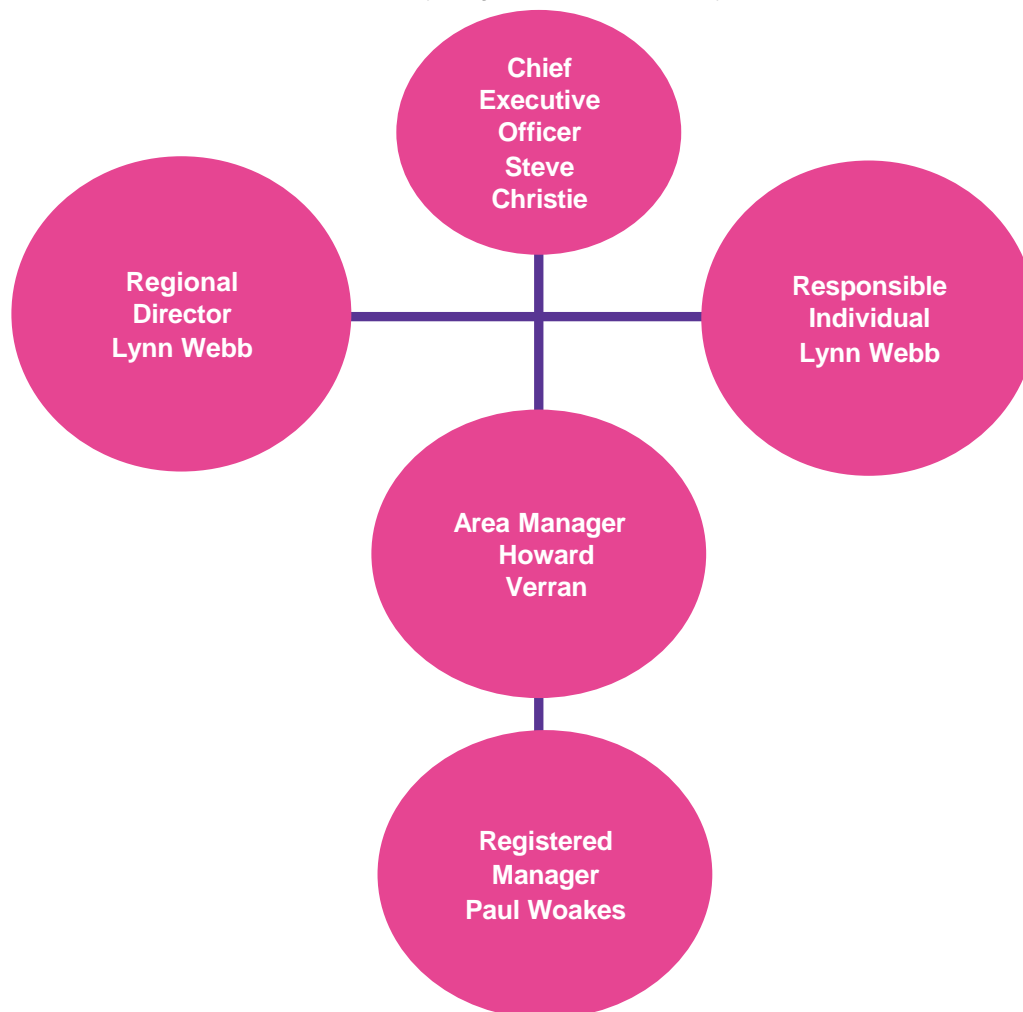 Chief
Executive
Officer
Steve
Christie
Regional
Director
Lynn Webb
Responsible
Individual
Lynn Webb
Area Manager
Howard
Verran
Registered
Manager
Paul Woakes